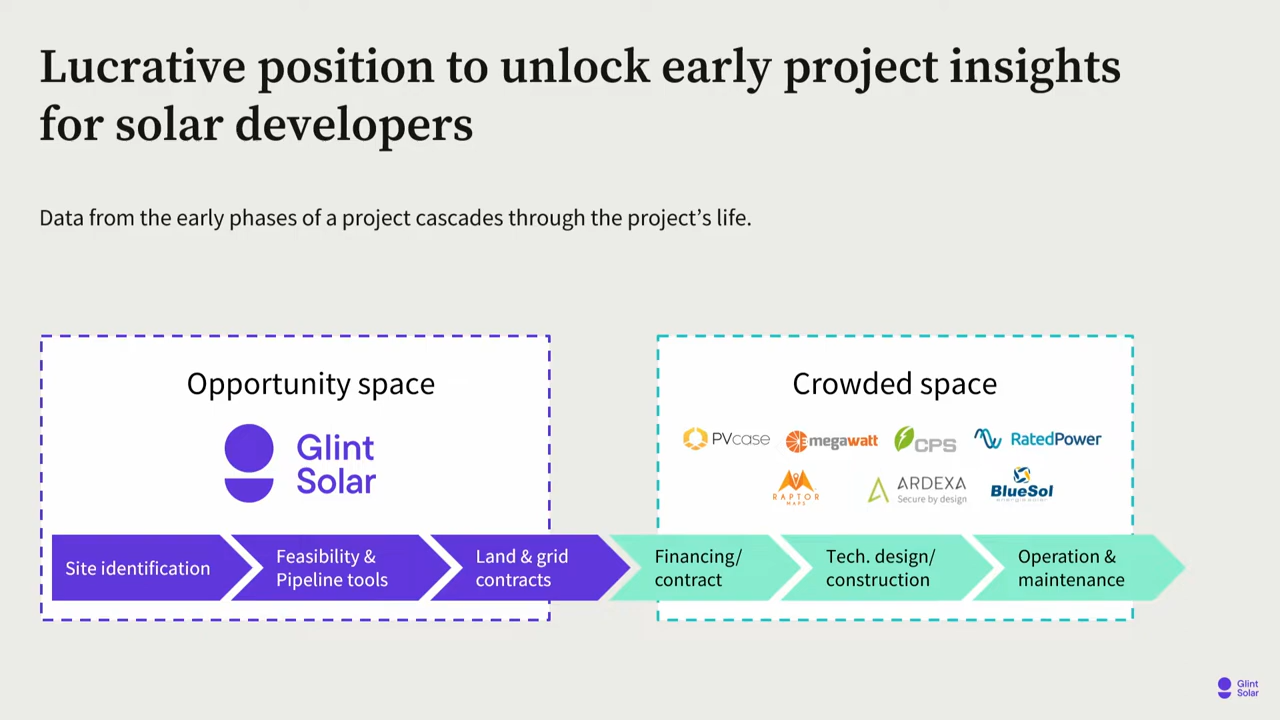 Lucrative position to unlock early project insights
for solar developers
Data from the early phases of a project cascades through the project’s life.
Opportunity space
Glint
Solar
Crowded space
PVcase
megawatt
CPS
RatedPower
RAPTOR
MAPS
ARDEXA
Secure by design
BlueSol
Site identification
Feasibility &
Pipeline tools
Land & grid
contracts
Financing/
contract
Tech. design/
construction
Operation &
maintenance
Glint
Solar